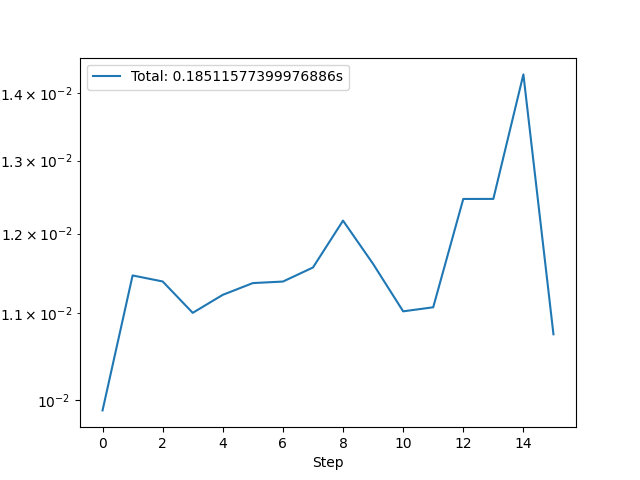 Total: 0.18511577399976886s
1.4 × 10⁻²
1.3 × 10⁻²
1.2 × 10⁻²
1.1 × 10⁻²
10⁻²
0 2 4 6 8 10 12 14
Step